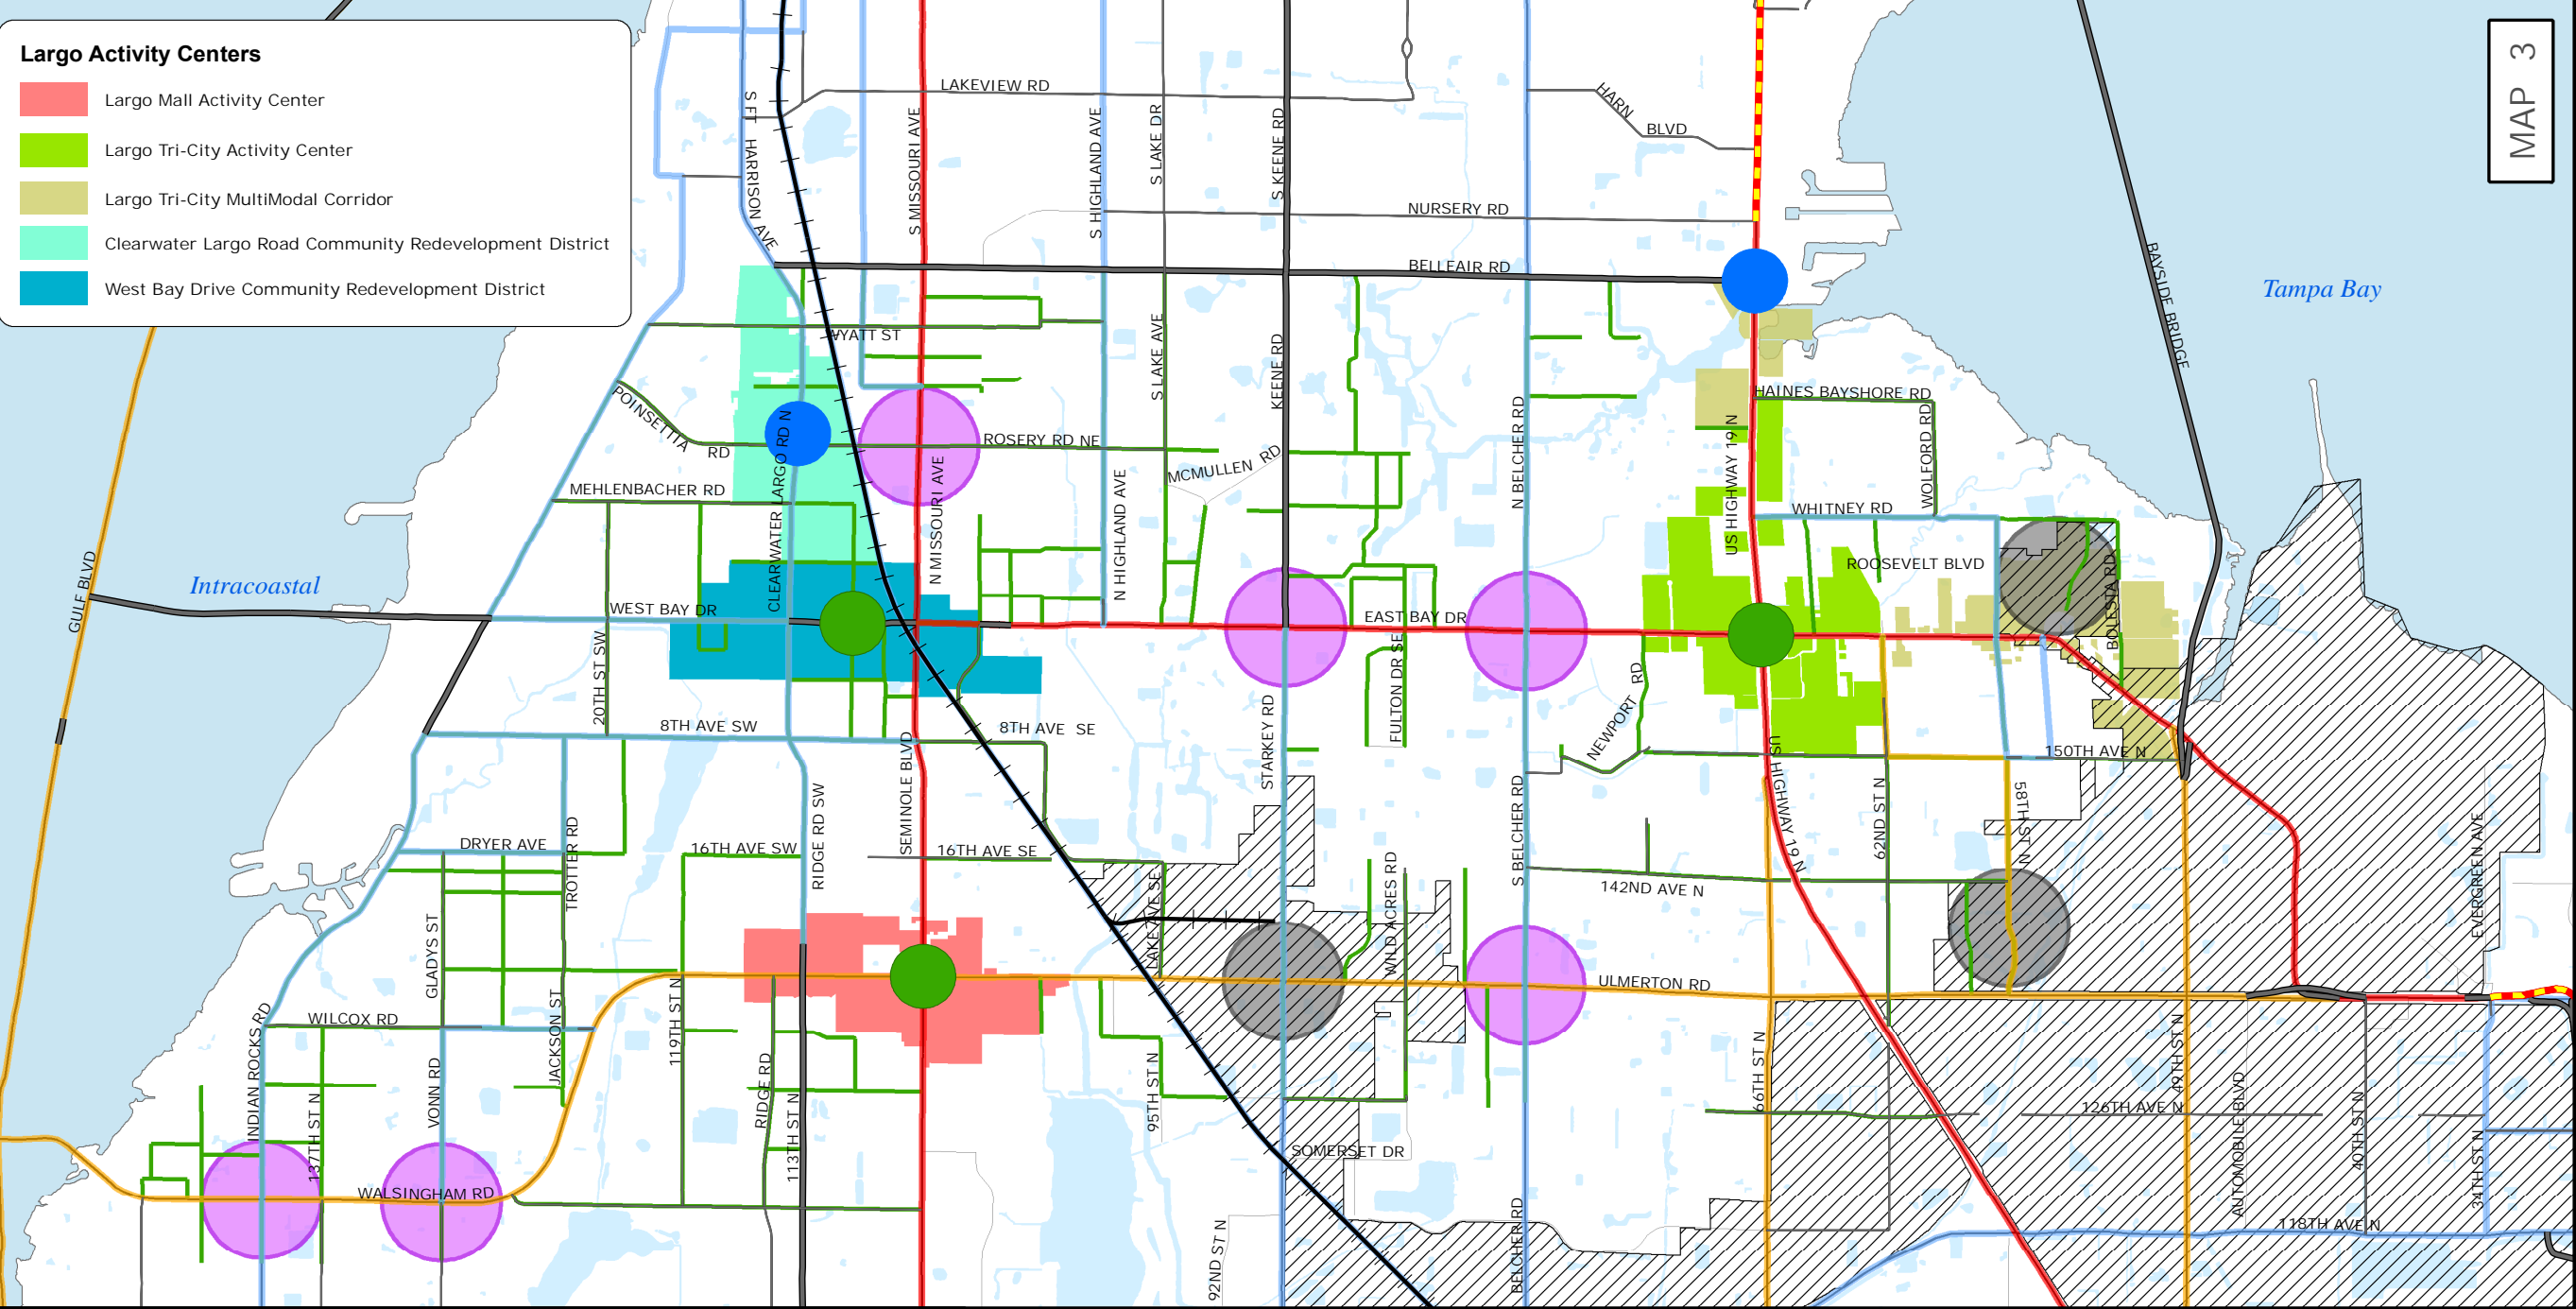 Largo Activity Centers
Largo Mall Activity Center
Largo Tri-City Activity Center
Largo Tri-City MultiModal Corridor
Clearwater Largo Road Community Redevelopment District
West Bay Drive Community Redevelopment District
MAP 3
Tampa Bay
Intracoastal
LAKEVIEW RD
HARN
BLVD
S FT HARRISON AVE
S MISSOURI AVE
S HIGHLAND AVE
S LAKE DR
S KEENE RD
NURSERY RD
BELLEAIR RD
BAYSIDE BRIDGE
WYATT ST
S LAKE AVE
KEENE RD
HAINES BAYSHORE RD
POINSETTIA
RD
CLEARWATER LARGO RD N
ROSERY RD NE
MCMULLEN RD
N BELCHER RD
US HIGHWAY 19 N
WOLFORD RD
MEHLENBACHER RD
N MISSOURI AVE
N HIGHLAND AVE
WHITNEY RD
ROOSEVELT BLVD
BOLESTA RD
GULF BLVD
WEST BAY DR
EAST BAY DR
20TH ST SW
FULTON DR SE
NEWPORT RD
8TH AVE SW
8TH AVE SE
STARKEY RD
150TH AVE N
SEMINOLE BLVD
RIDGE RD SW
S BELCHER RD
US HIGHWAY 19 N
62ND ST N
58TH ST N
DRYER AVE
TROTTER RD
16TH AVE SW
16TH AVE SE
LAKE AVE SE
WILD ACRES RD
142ND AVE N
EVERGREEN AVE
GLADYS ST
ULMERTON RD
INDIAN ROCKS RD
WILCOX RD
JACKSON ST
119TH ST N
RIDGE RD
113TH ST N
95TH ST N
66TH ST N
49TH ST N
126TH AVE N
AUTOMOBILE BLVD
40TH ST N
34TH ST N
VONN RD
137TH ST N
WALSINGHAM RD
SOMERSET DR
92ND ST N
BELCHER RD
118TH AVE N